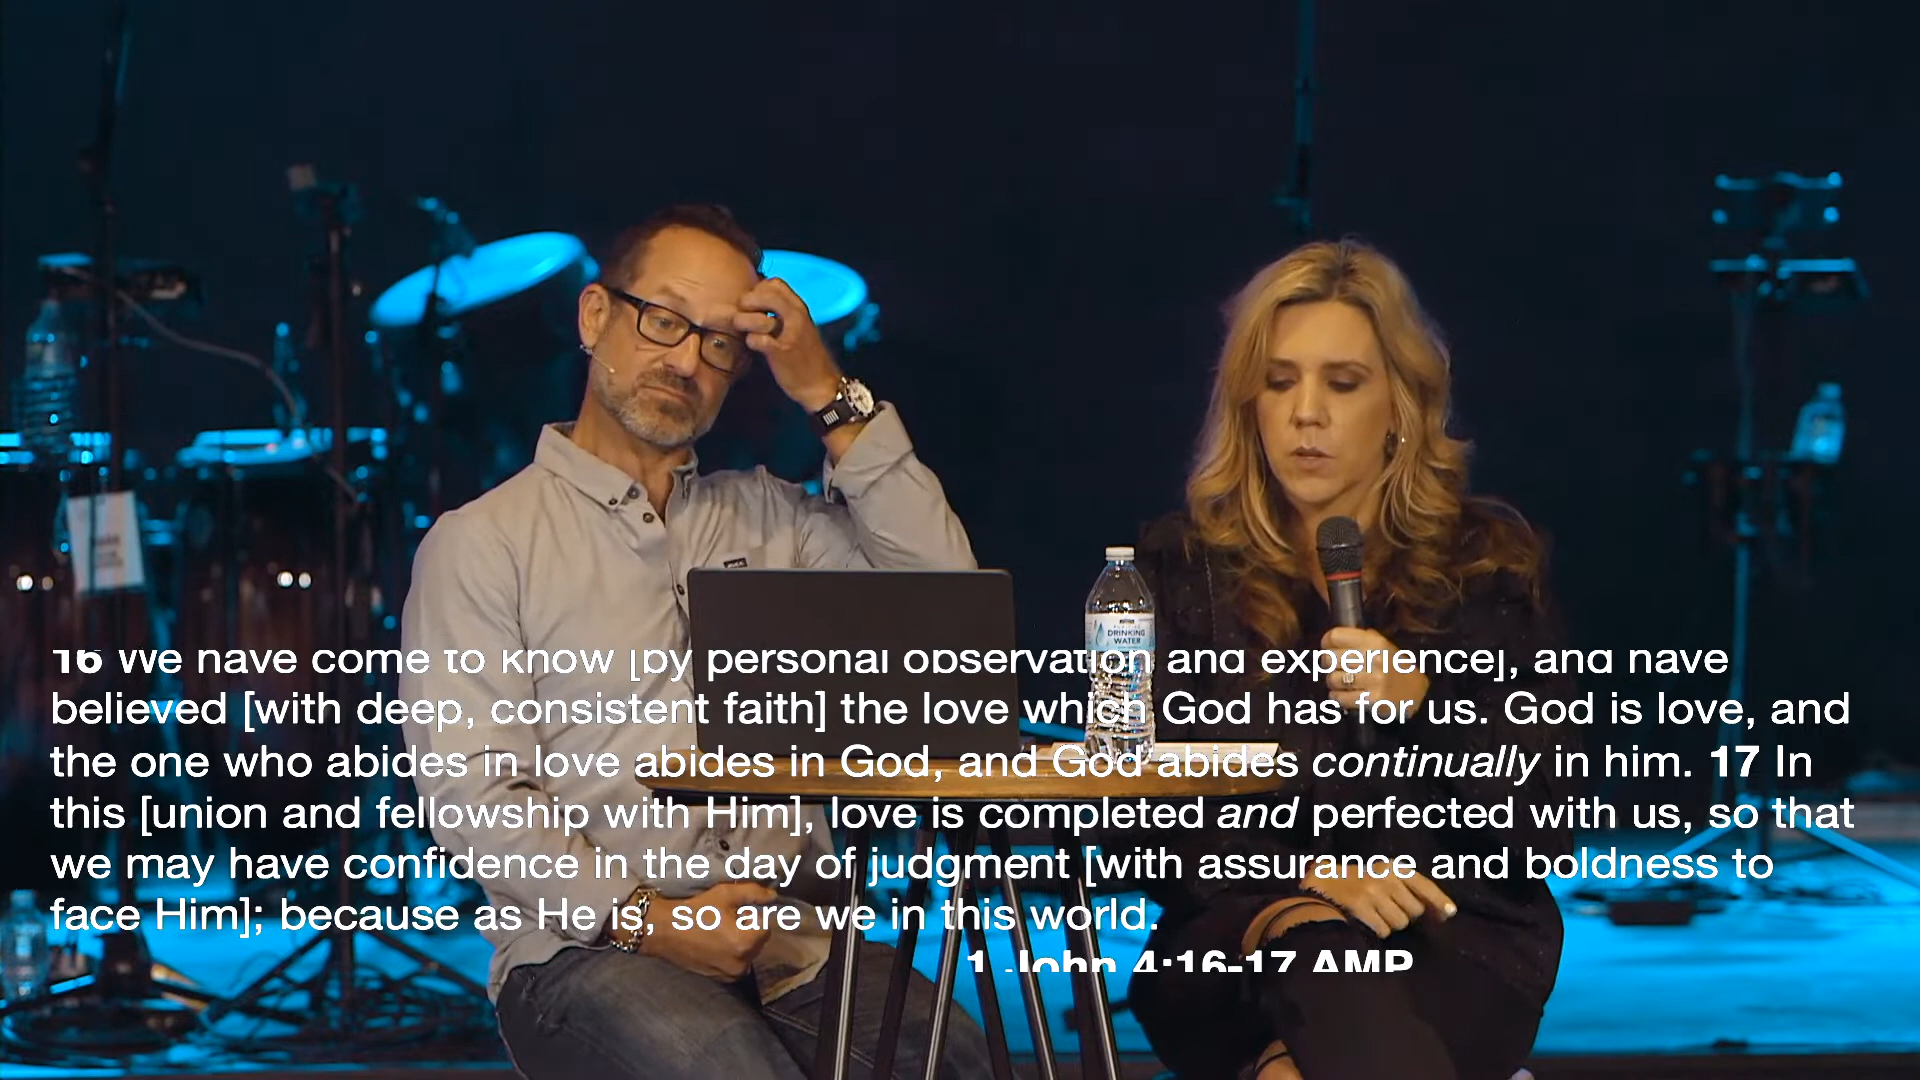 DRINKING
WATER
16 We have come to know [by personal observation and experience], and have
believed [with deep, consistent faith] the love which God has for us. God is love, and
the one who abides in love abides in God, and God abides continually in him. 17 In
this [union and fellowship with Him], love is completed and perfected with us, so that
we may have confidence in the day of judgment [with assurance and boldness to
face Him]; because as He is, so are we in this world.
1 John 4:16-17 AMP